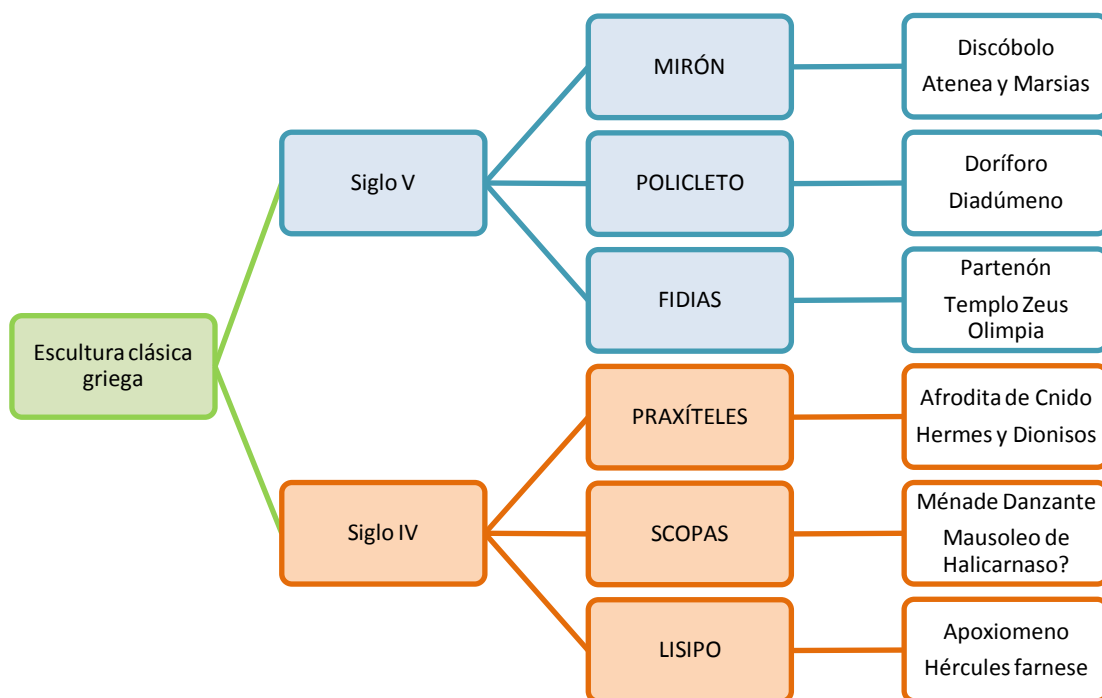 Escultura clásica
griega
Siglo V
MIRÓN
Discóbolo
Atenea y Marsias
POLICLETO
Doríforo
Diadúmeno
FIDIAS
Partenón
Templo Zeus
Olimpia
Siglo IV
PRAXÍTELES
Afrodita de Cnido
Hermes y Dionisos
SCOPAS
Ménade Danzante
Mausoleo de
Halicarnaso?
LISIPO
Apoxiomeno
Hércules farnese